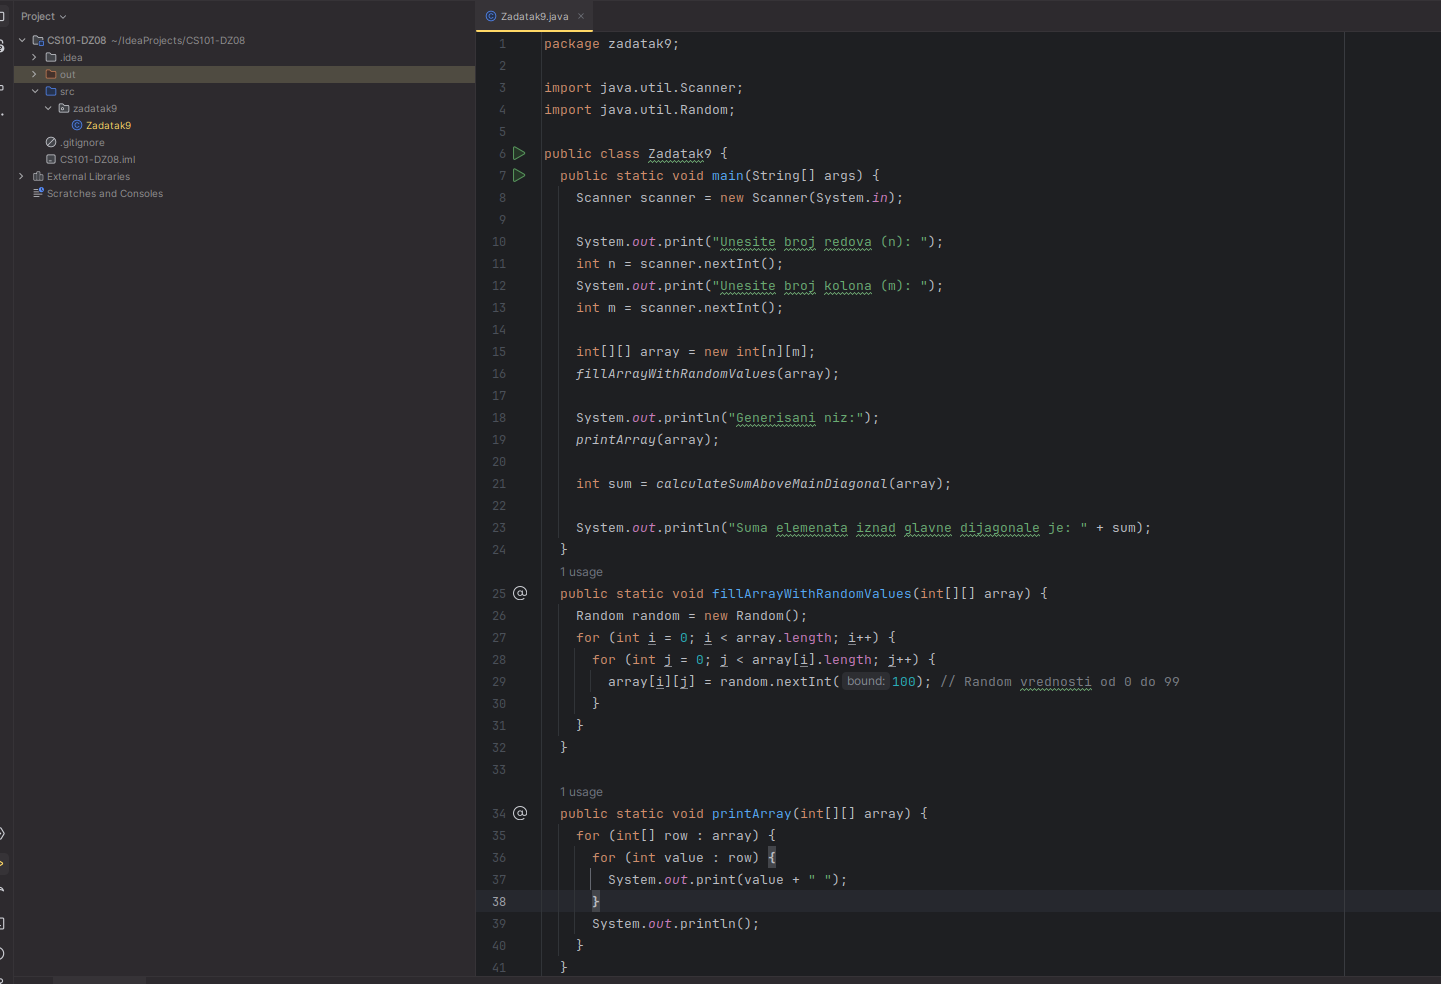 Project
CS101-DZ08 ~/IdeaProjects/CS101-DZ08
.idea
out
src
zadatak9
Zadatak9
.gitignore
CS101-DZ08.iml
External Libraries
Scratches and Consoles
Zadatak9.java
1 package zadatak9;
2
3 import java.util.Scanner;
4 import java.util.Random;
5
6 public class Zadatak9 {
7 public static void main(String[] args) {
8 Scanner scanner = new Scanner(System.in);
9
10 System.out.print("Unesite broj redova (n): ");
11 int n = scanner.nextInt();
12 System.out.print("Unesite broj kolona (m): ");
13 int m = scanner.nextInt();
14
15 int[][] array = new int[n][m];
16 fillArrayWithRandomValues(array);
17
18 System.out.println("Generisani niz:");
19 printArray(array);
20
21 int sum = calculateSumAboveMainDiagonal(array);
22
23 System.out.println("Suma elemenata iznad glavne dijagonale je: " + sum);
24 }
1 usage
25 @ public static void fillArrayWithRandomValues(int[][] array) {
26 Random random = new Random();
27 for (int i = 0; i < array.length; i++) {
28 for (int j = 0; j < array[i].length; j++) {
29 array[i][j] = random.nextInt( bound: 100); // Random vrednosti od 0 do 99
30 }
31 }
32 }
33
1 usage
34 @ public static void printArray(int[][] array) {
35 for (int[] row : array) {
36 for (int value : row) {
37 System.out.print(value + " ");
38 }
39 System.out.println();
40 }
41 }